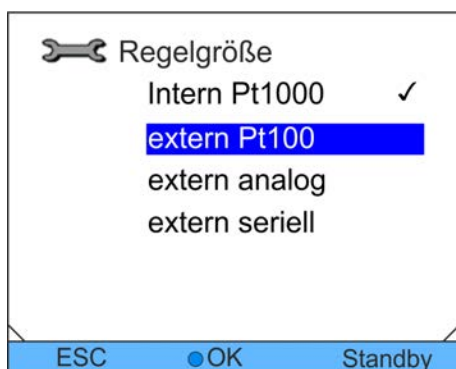 Regelgröße
Intern Pt1000 ✓
extern Pt100
extern analog
extern seriell
ESC OK Standby